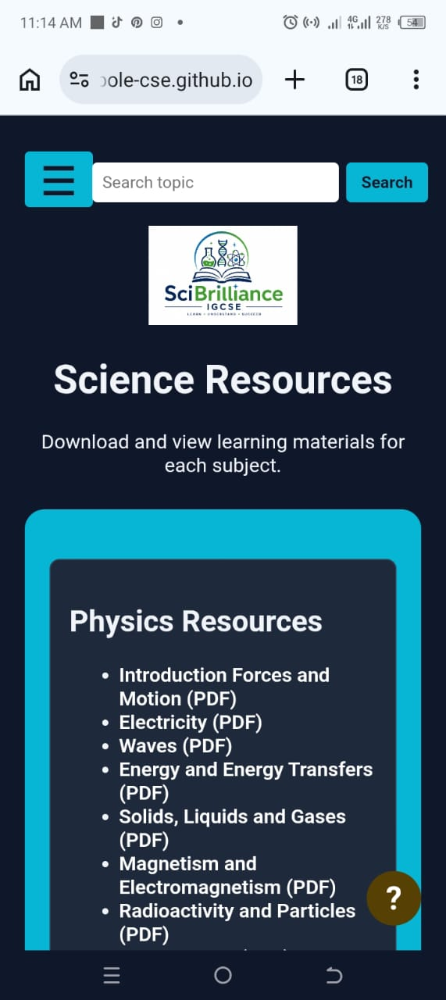 11:14 AM
4G
278
K/S
54
ole-cse.github.io
18
Search topic
Search
SciBrilliance
IGCSE
LEARN • UNDERSTAND • SUCCEED
Science Resources
Download and view learning materials for
each subject.
Physics Resources
• Introduction Forces and
Motion (PDF)
• Electricity (PDF)
• Waves (PDF)
• Energy and Energy Transfers
(PDF)
• Solids, Liquids and Gases
(PDF)
• Magnetism and
Electromagnetism (PDF)
• Radioactivity and Particles
(PDF)
?